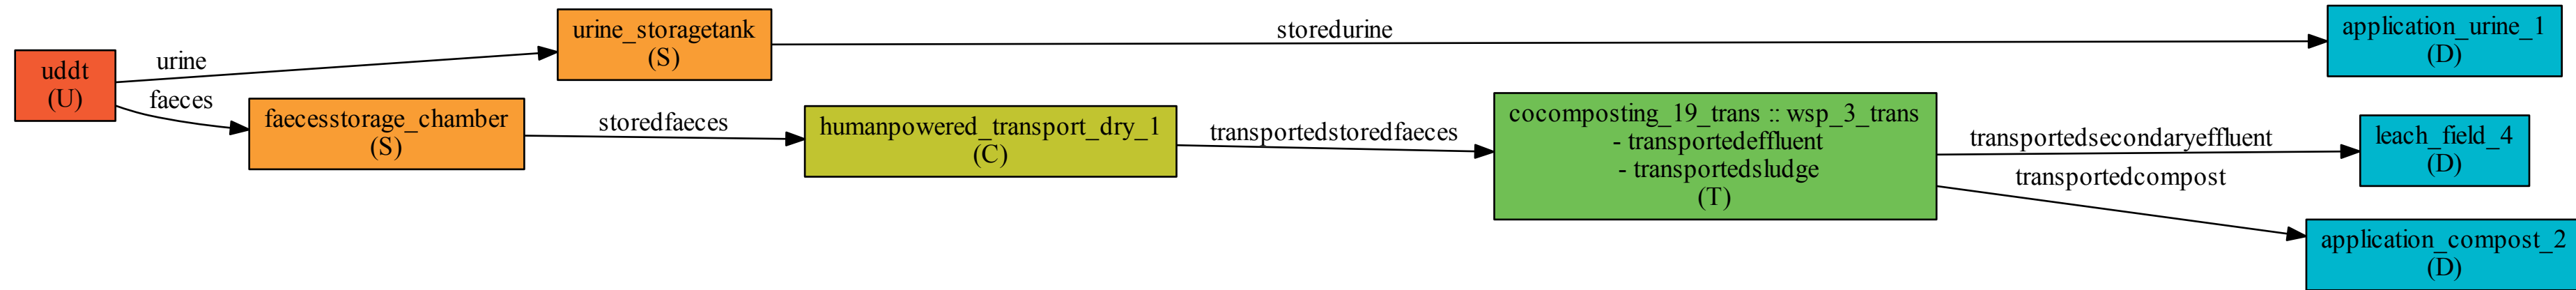 uddt
(U)
urine
faeces
urine_storagetank
(S)
faecesstorage_chamber
(S)
storedurine
storedfaeces
humanpowered_transport_dry_1
(C)
transportedstoredfaeces
cocomposting_19_trans :: wsp_3_trans
- transportedeffluent
- transportedsludge
(T)
transportedsecondaryeffluent
transportedcompost
application_urine_1
(D)
leach_field_4
(D)
application_compost_2
(D)